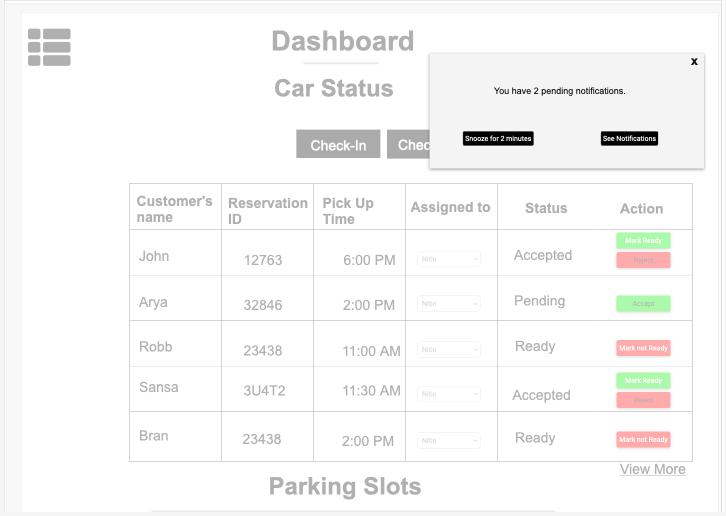 Dashboard
Car Status
X
You have 2 pending notifications.
Snooze for 2 minutes See Notifications
Check-In Chec
Customer's name Reservation ID Pick Up Time Assigned to Status Action
John 12763 6:00 PM Nitin Accepted Mark Ready Reject
Arya 32846 2:00 PM Nitin Pending Accept
Robb 23438 11:00 AM Nitin Ready Mark not Ready
Sansa 3U4T2 11:30 AM Nitin Accepted Mark Ready Reject
Bran 23438 2:00 PM Nitin Ready Mark not Ready
View More
Parking Slots